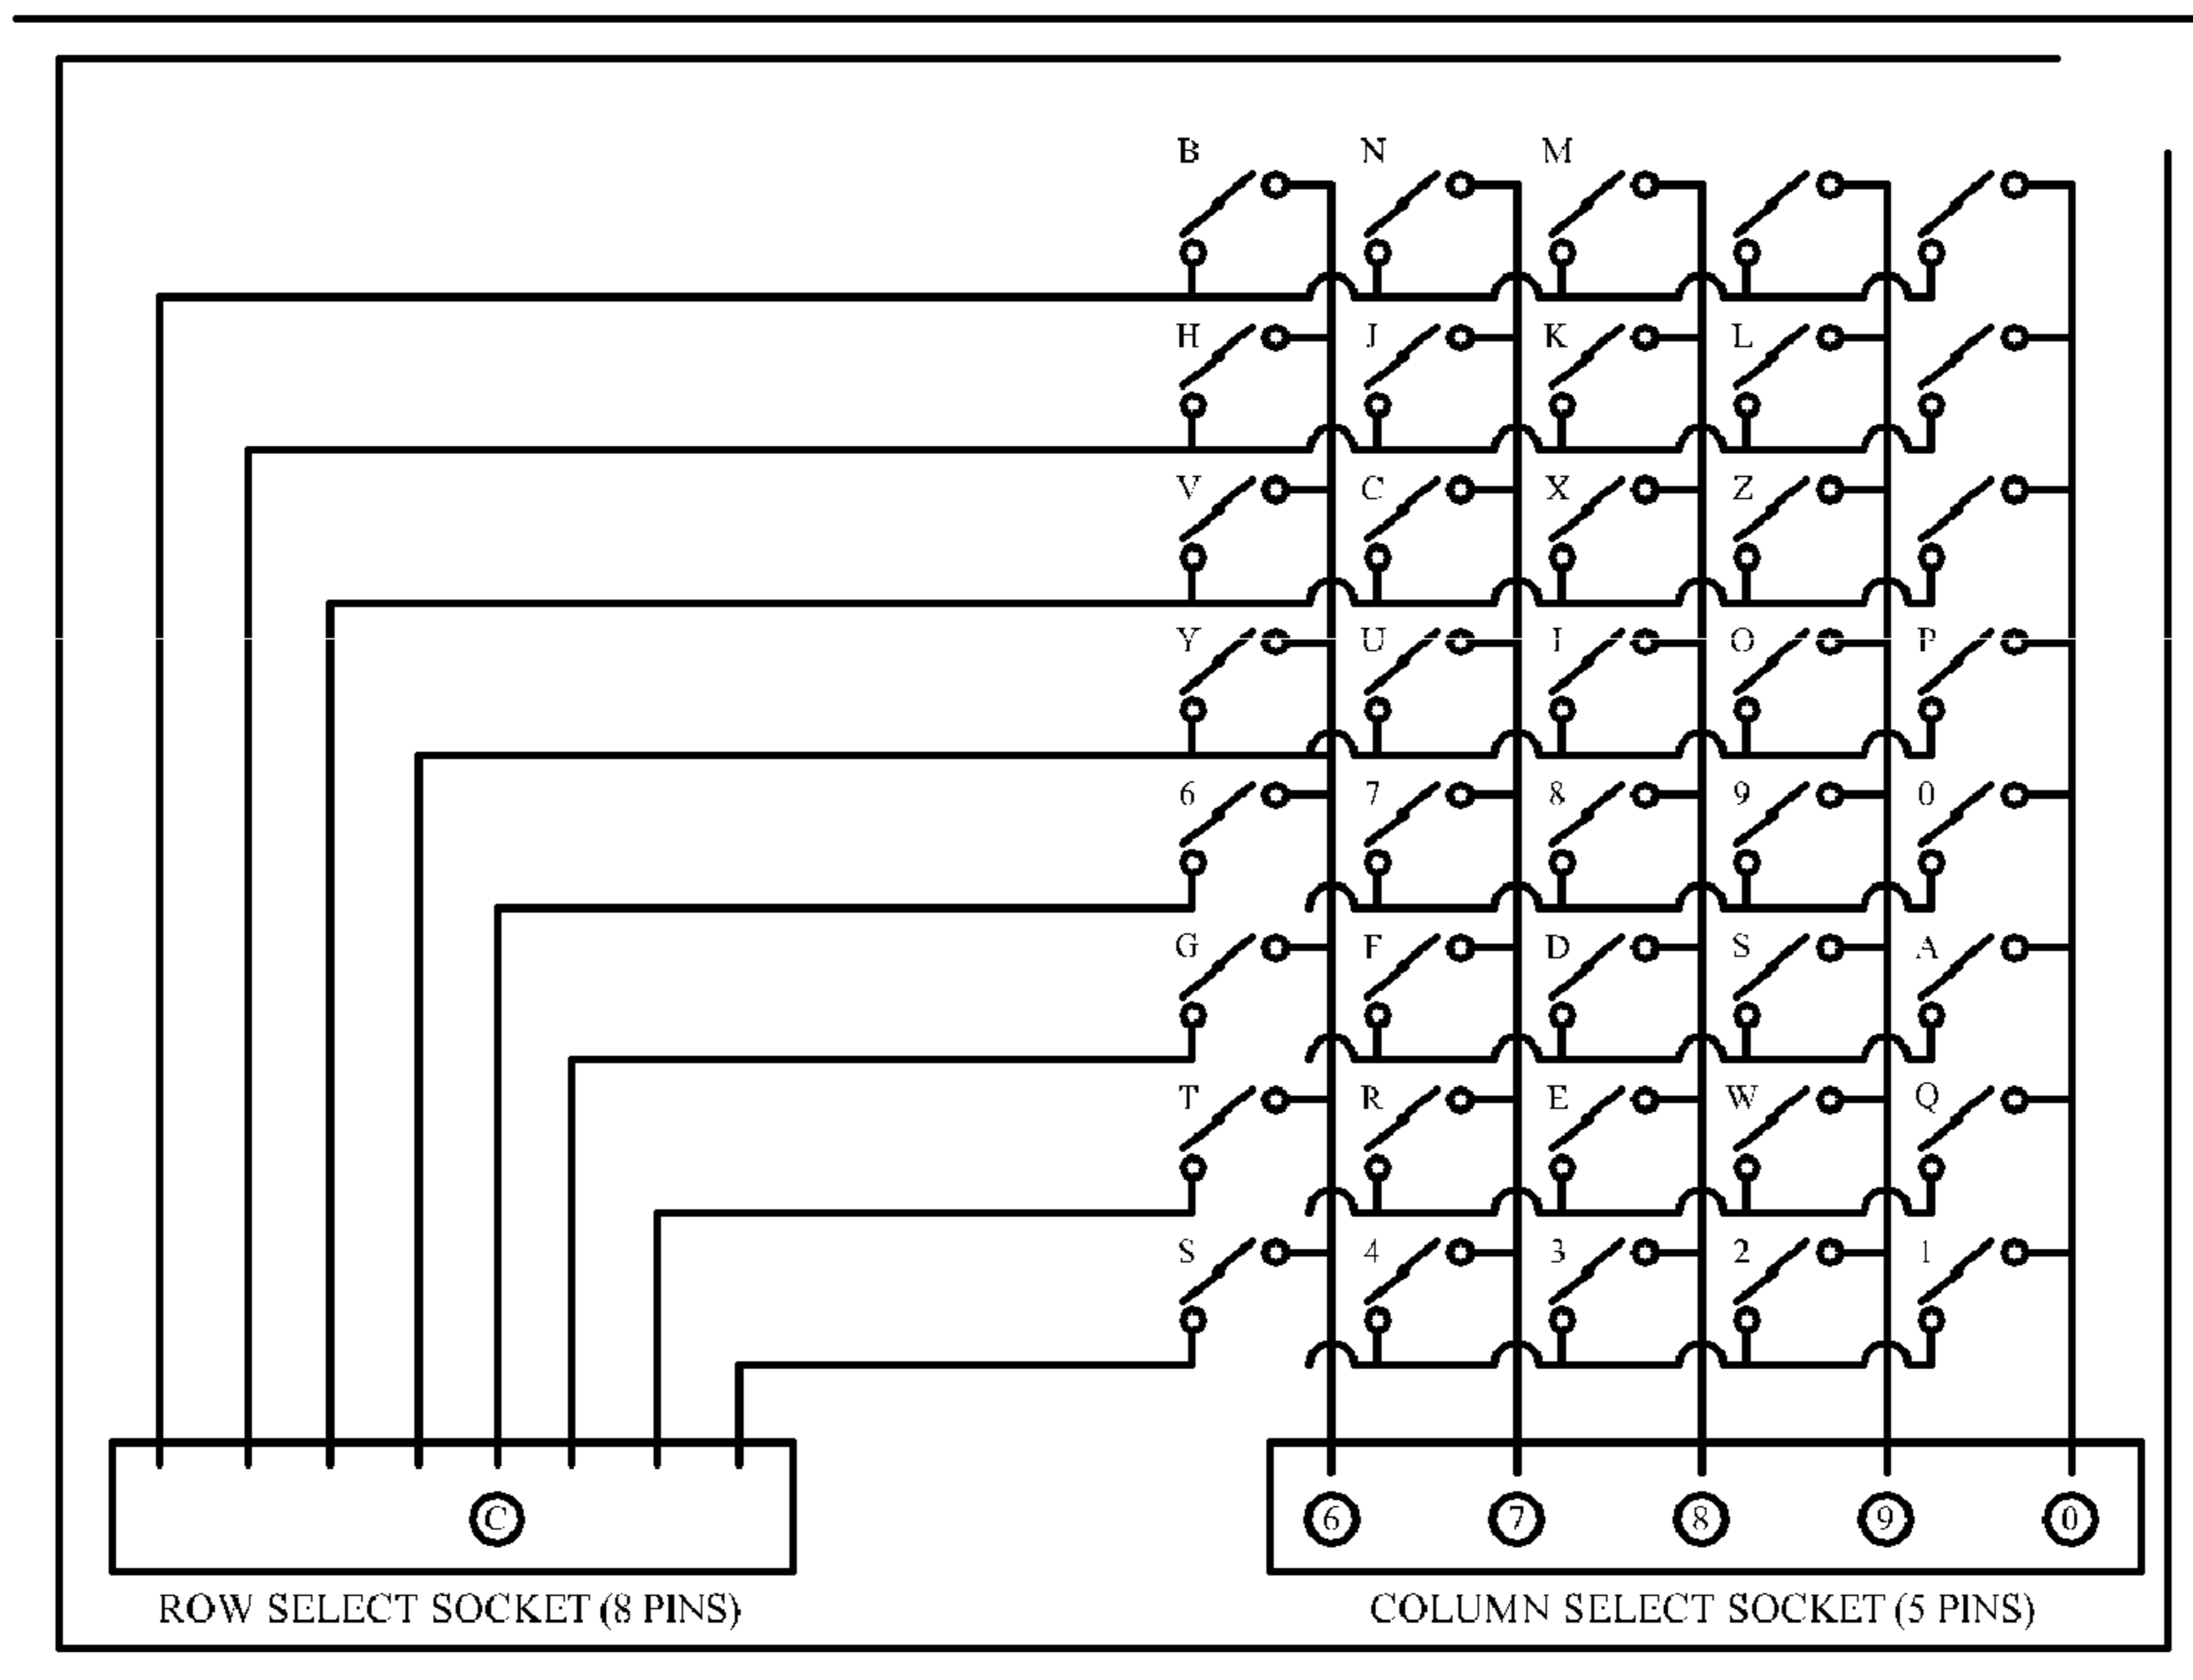 B N M
H J K L
V C X Z
Y U I O P
6 7 8 9 0
G F D S A
T R E W Q
S 4 3 2 1
C 6 7 8 9 0
ROW SELECT SOCKET (8 PINS) COLUMN SELECT SOCKET (5 PINS)